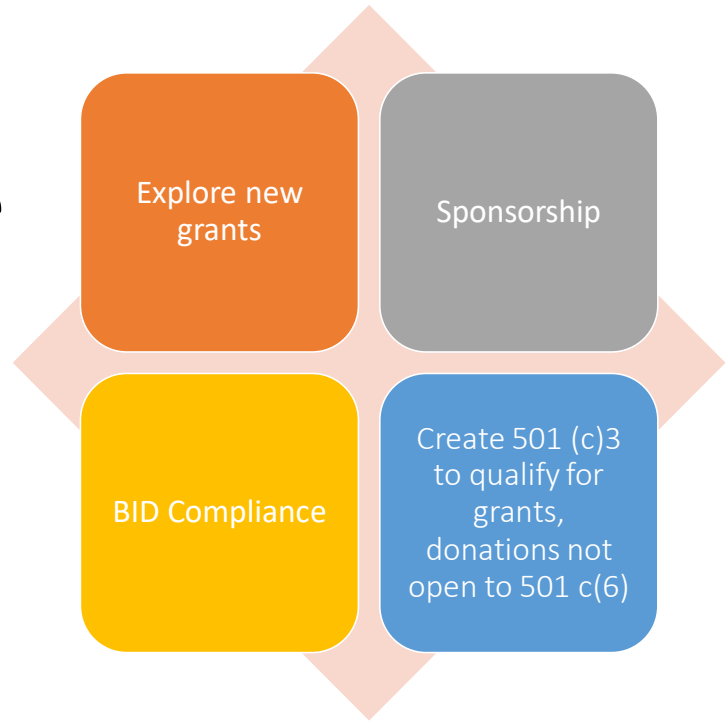 Explore new
grants
Sponsorship
BID Compliance
Create 501 (c)3
to qualify for
grants,
donations not
open to 501 c(6)